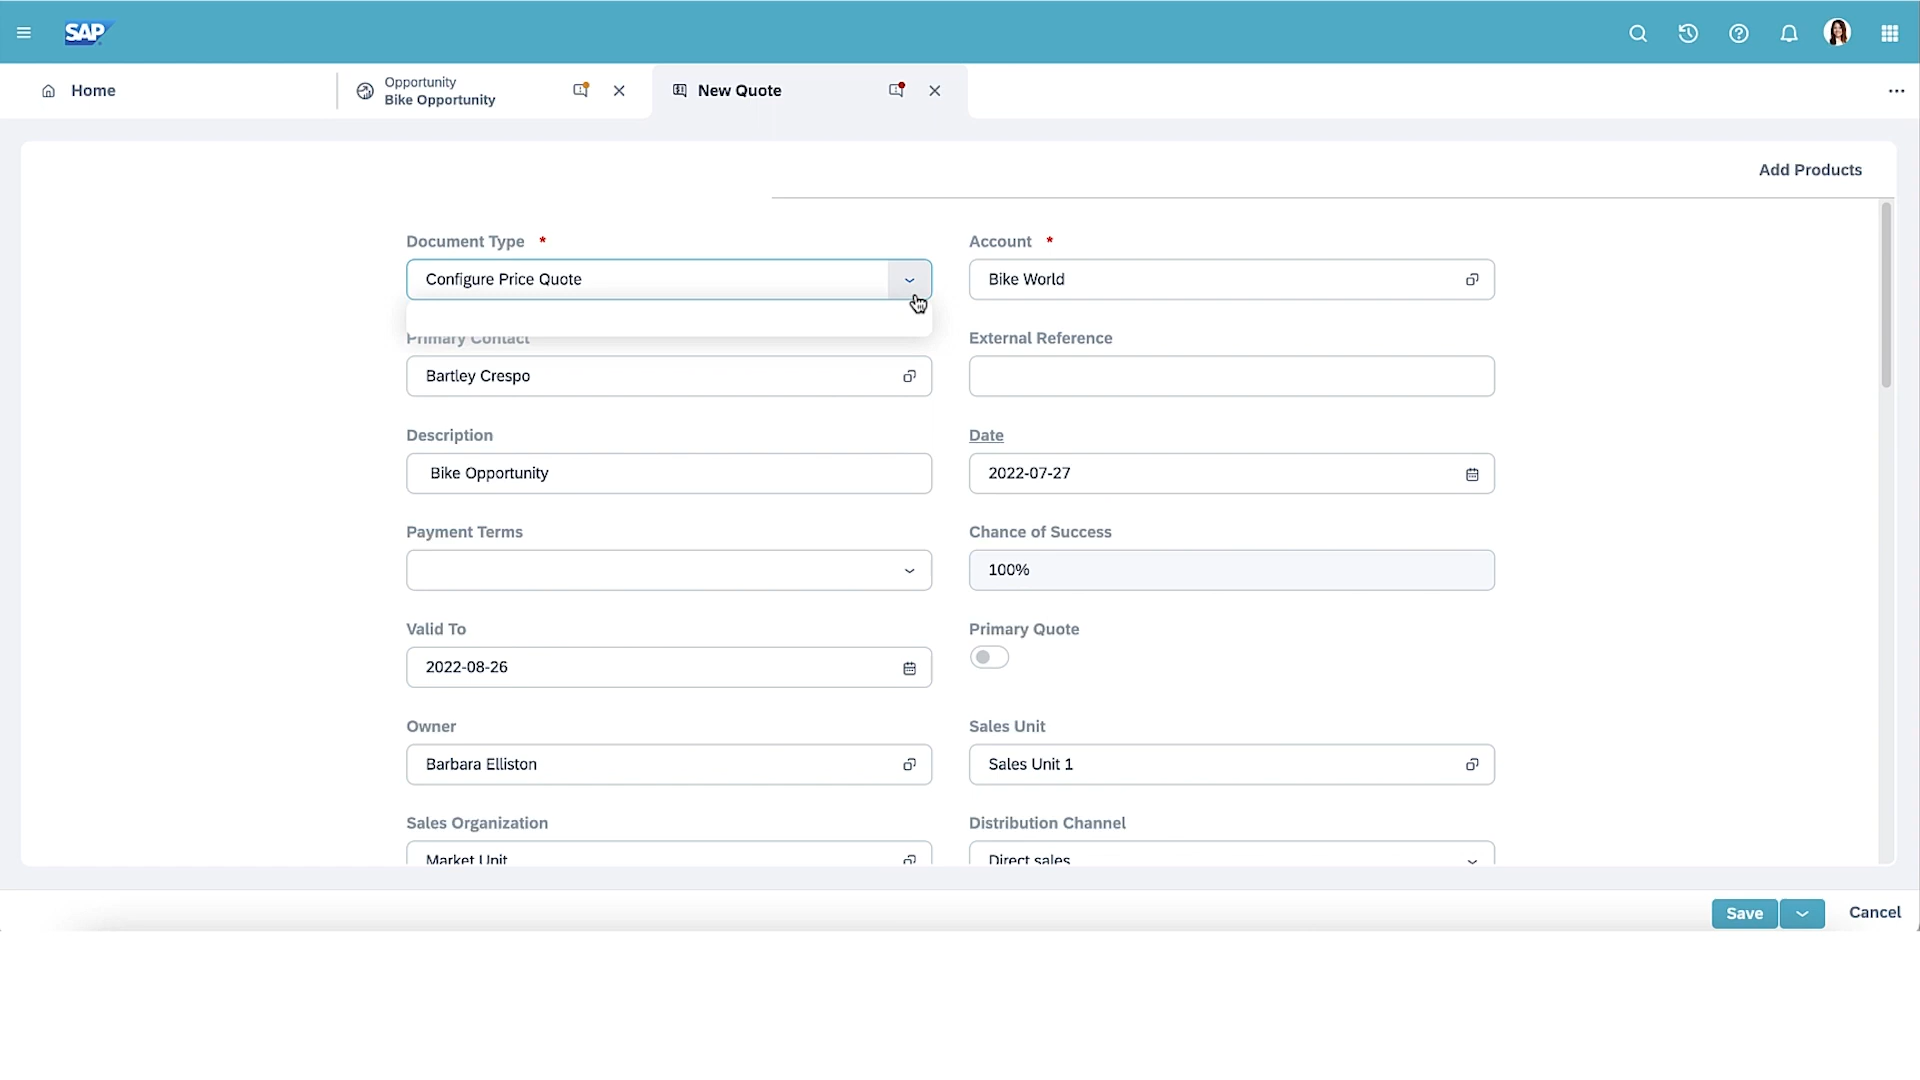 SAP
Home
Opportunity
Bike Opportunity
New Quote
Add Products
Document Type *
Account *
Configure Price Quote
Bike World
Primary Contact
External Reference
Bartley Crespo
Description
Date
Bike Opportunity
2022-07-27
Payment Terms
Chance of Success
100%
Valid To
Primary Quote
2022-08-26
Owner
Sales Unit
Barbara Elliston
Sales Unit 1
Sales Organization
Distribution Channel
Market Unit
Direct sales
Save
Cancel